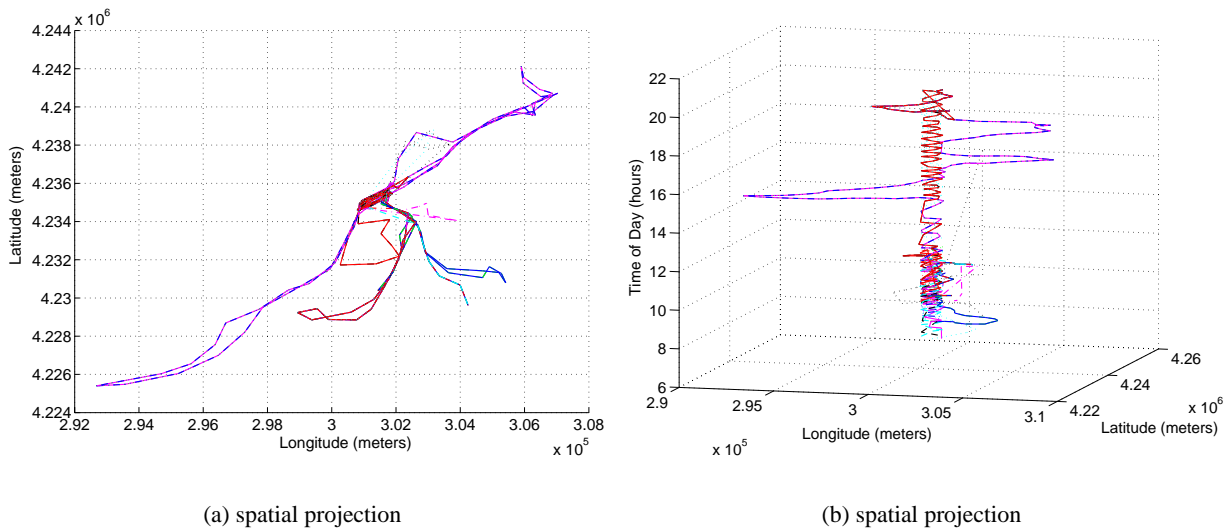 x 10^6
4.244
4.242
4.24
4.238
4.236
4.234
4.232
4.23
4.228
4.226
4.224
Latitude (meters)
2.92 2.94 2.96 2.98 3 3.02 3.04 3.06 3.08
Longitude (meters)
x 10^5
(a) spatial projection
22
20
18
16
14
12
10
8
6
Time of Day (hours)
2.9 2.95 3 3.05 3.1
x 10^5
Longitude (meters)
4.22 4.24 4.26
x 10^6
Latitude (meters)
(b) spatial projection